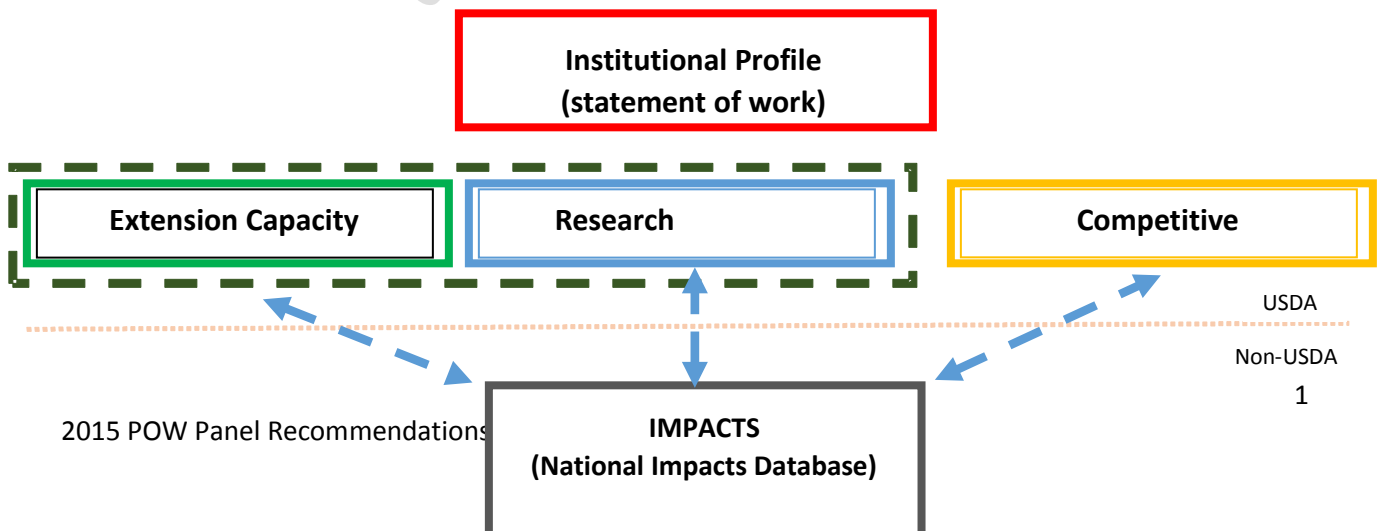 Institutional Profile
(statement of work)
Extension Capacity
Research
Competitive
USDA
Non-USDA
1
2015 POW Panel Recommendations
IMPACTS
(National Impacts Database)